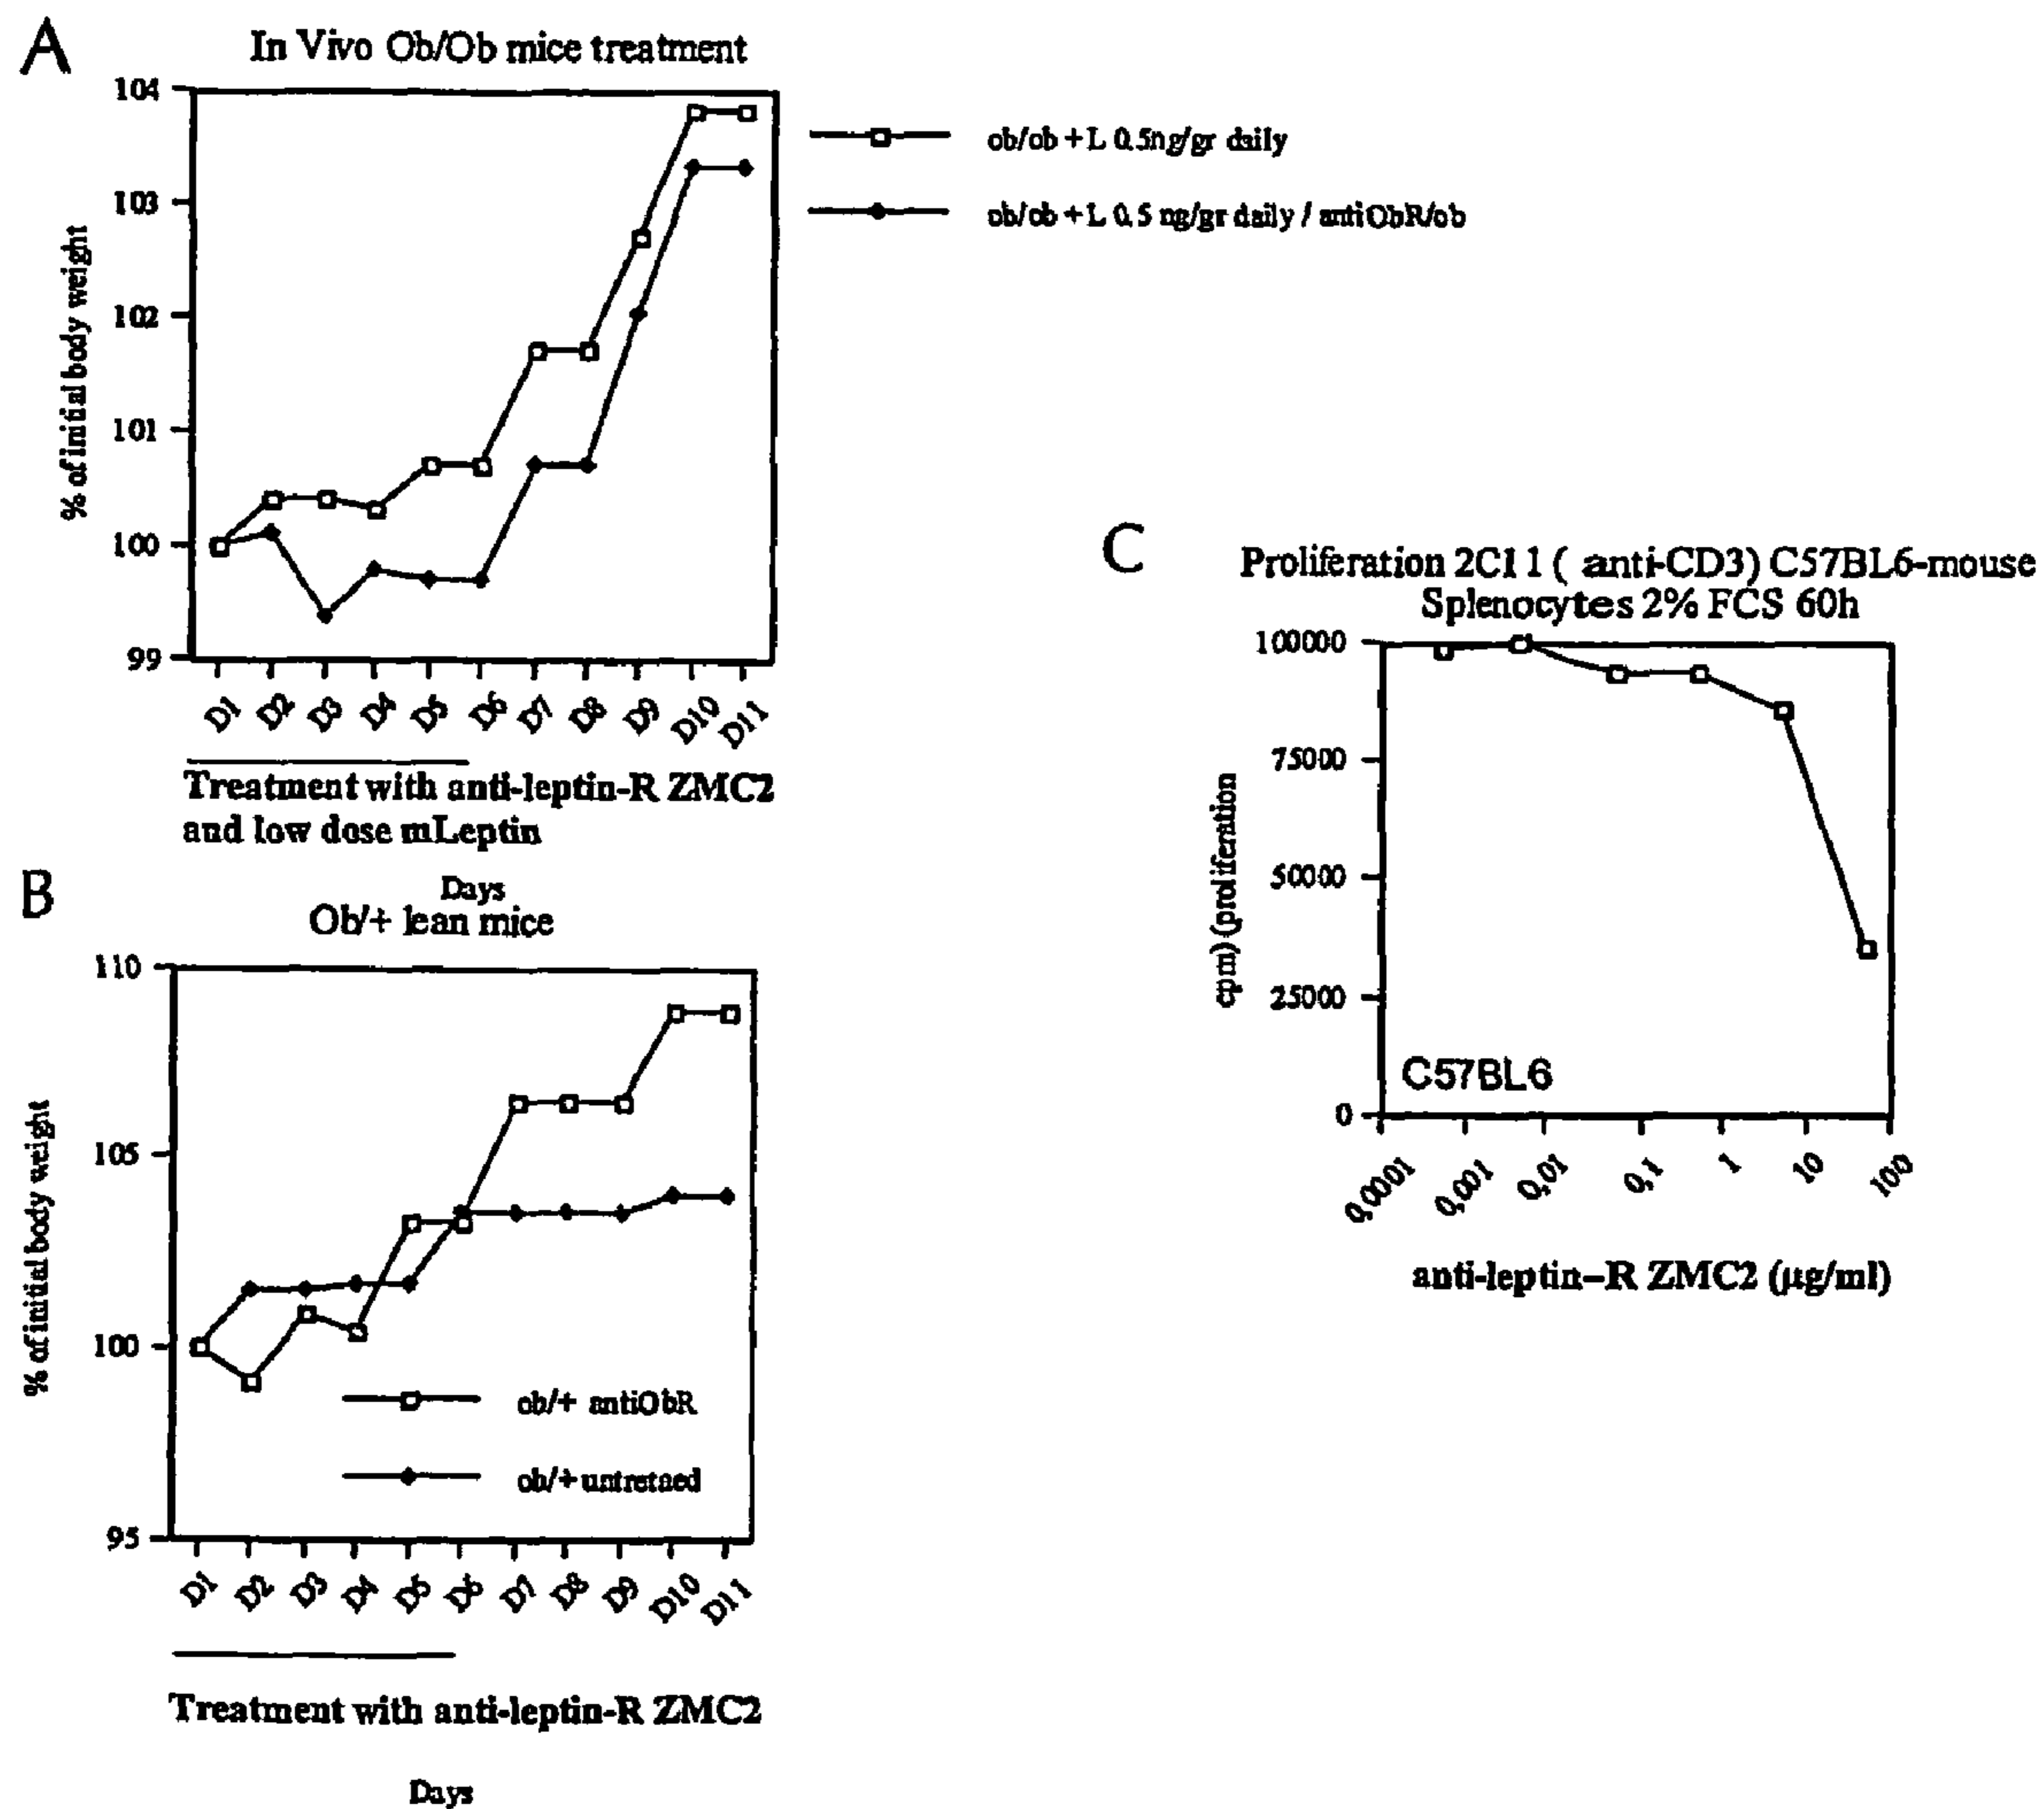 A
In Vivo Ob/Ob mice treatment
104
103
102
101
100
99
% of initial body weight
D1 D2 D3 D4 D5 D6 D7 D8 D9 D10 D11
ob/ob + L 0.5ng/gr daily
ob/ob + L 0.5 ng/gr daily / antiObR/ob
Treatment with anti-leptin-R ZMC2
and low dose mLeptin
Days
B
Ob/+ lean mice
110
105
100
95
% of initial body weight
ob/+ antiObR
ob/+ untretaed
D1 D2 D3 D4 D5 D6 D7 D8 D9 D10 D11
Treatment with anti-leptin-R ZMC2
Days
C
Proliferation 2C11 ( anti-CD3) C57BL6-mouse
Splenocytes 2% FCS 60h
100000
75000
50000
25000
0
cpm) (proliferation
C57BL6
0,0001 0,001 0,01 0,1 1 10 100
anti-leptin–R ZMC2 (µg/ml)